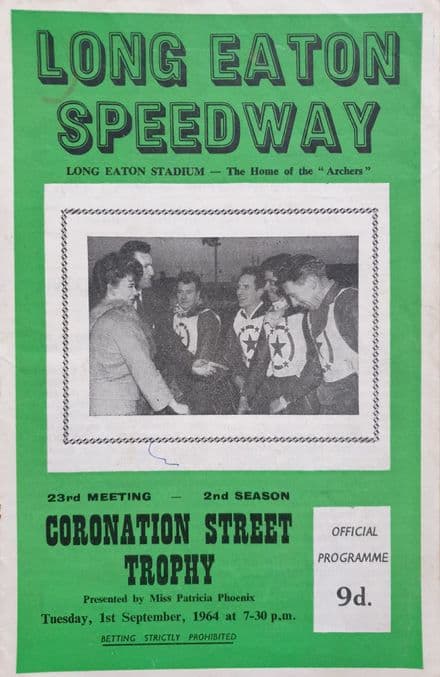 LONG EATON
SPEEDWAY
LONG EATON STADIUM — The Home of the "Archers"
23rd MEETING — 2nd SEASON
CORONATION STREET
TROPHY
Presented by Miss Patricia Phoenix
Tuesday, 1st September, 1964 at 7-30 p.m.
BETTING STRICTLY PROHIBITED
OFFICIAL
PROGRAMME
9d.